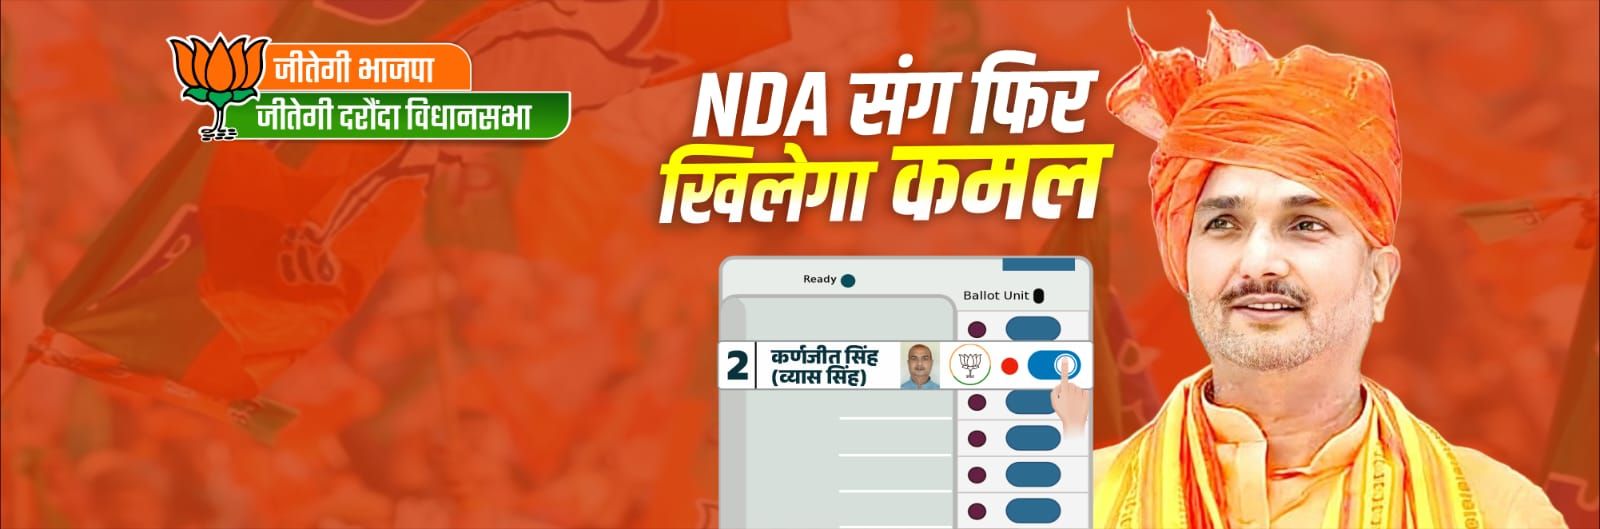 जीतेगी भाजपा
जीतेगी दरौंदा विधानसभा
NDA संग फिर
खिलेगा कमल
Ready
Ballot Unit
2
कर्णजीत सिंह
(व्यास सिंह)